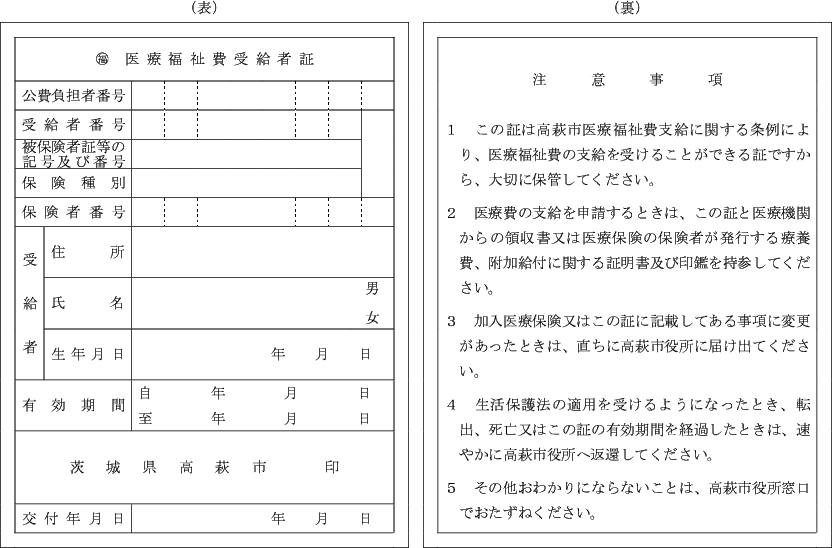 （表）
㊕ 医療福祉費受給者証
公費負担者番号
受給者番号
被保険者証等の
記号及び番号
保険種別
保険者番号
受給者
住所
氏名
男
女
生年月日
年 月 日
有効期間
自 年 月 日
至 年 月 日
茨城県高萩市 印
交付年月日
年 月 日
（裏）
注意事項
1 この証は高萩市医療福祉費支給に関する条例によ
り、医療福祉費の支給を受けることができる証ですか
ら、大切に保管してください。
2 医療費の支給を申請するときは、この証と医療機関
からの領収書又は医療保険の保険者が発行する療養
費、附加給付に関する証明書及び印鑑を持参してくだ
さい。
3 加入医療保険又はこの証に記載してある事項に変更
があったときは、直ちに高萩市役所に届け出てくださ
い。
4 生活保護法の適用を受けるようになったとき、転
出、死亡又はこの証の有効期間を経過したときは、速
やかに高萩市役所へ返還してください。
5 その他おわかりにならないことは、高萩市役所窓口
でおたずねください。